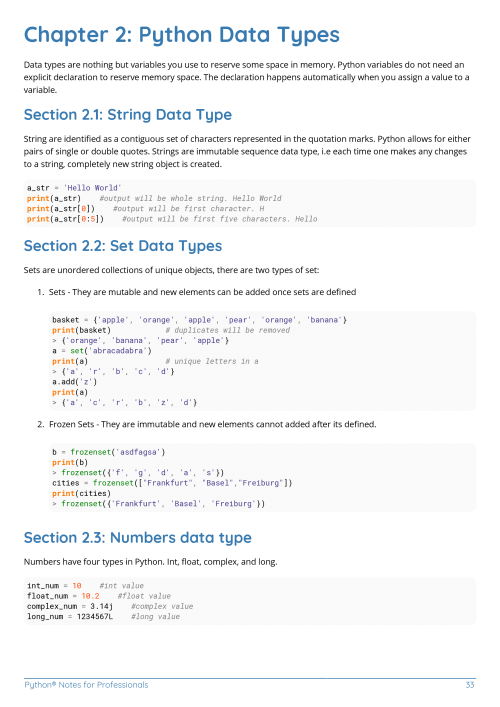 Chapter 2: Python Data Types
Data types are nothing but variables you use to reserve some space in memory. Python variables do not need an
explicit declaration to reserve memory space. The declaration happens automatically when you assign a value to a
variable.
Section 2.1: String Data Type
String are identified as a contiguous set of characters represented in the quotation marks. Python allows for either
pairs of single or double quotes. Strings are immutable sequence data type, i.e each time one makes any changes
to a string, completely new string object is created.
a_str = 'Hello World'
print(a_str)    #output will be whole string. Hello World
print(a_str[0])    #output will be first character. H
print(a_str[0:5])    #output will be first five characters. Hello
Section 2.2: Set Data Types
Sets are unordered collections of unique objects, there are two types of set:
1. Sets - They are mutable and new elements can be added once sets are defined
basket = {'apple', 'orange', 'apple', 'pear', 'orange', 'banana'}
print(basket)            # duplicates will be removed
> {'orange', 'banana', 'pear', 'apple'}
a = set('abracadabra')
print(a)                 # unique letters in a
> {'a', 'r', 'b', 'c', 'd'}
a.add('z')
print(a)
> {'a', 'c', 'r', 'b', 'z', 'd'}
2. Frozen Sets - They are immutable and new elements cannot added after its defined.
b = frozenset('asdfagsa')
print(b)
> frozenset({'f', 'g', 'd', 'a', 's'})
cities = frozenset(["Frankfurt", "Basel","Freiburg"])
print(cities)
> frozenset({'Frankfurt', 'Basel', 'Freiburg'})
Section 2.3: Numbers data type
Numbers have four types in Python. Int, float, complex, and long.
int_num = 10    #int value
float_num = 10.2    #float value
complex_num = 3.14j    #complex value
long_num = 1234567L    #long value
Python® Notes for Professionals 33